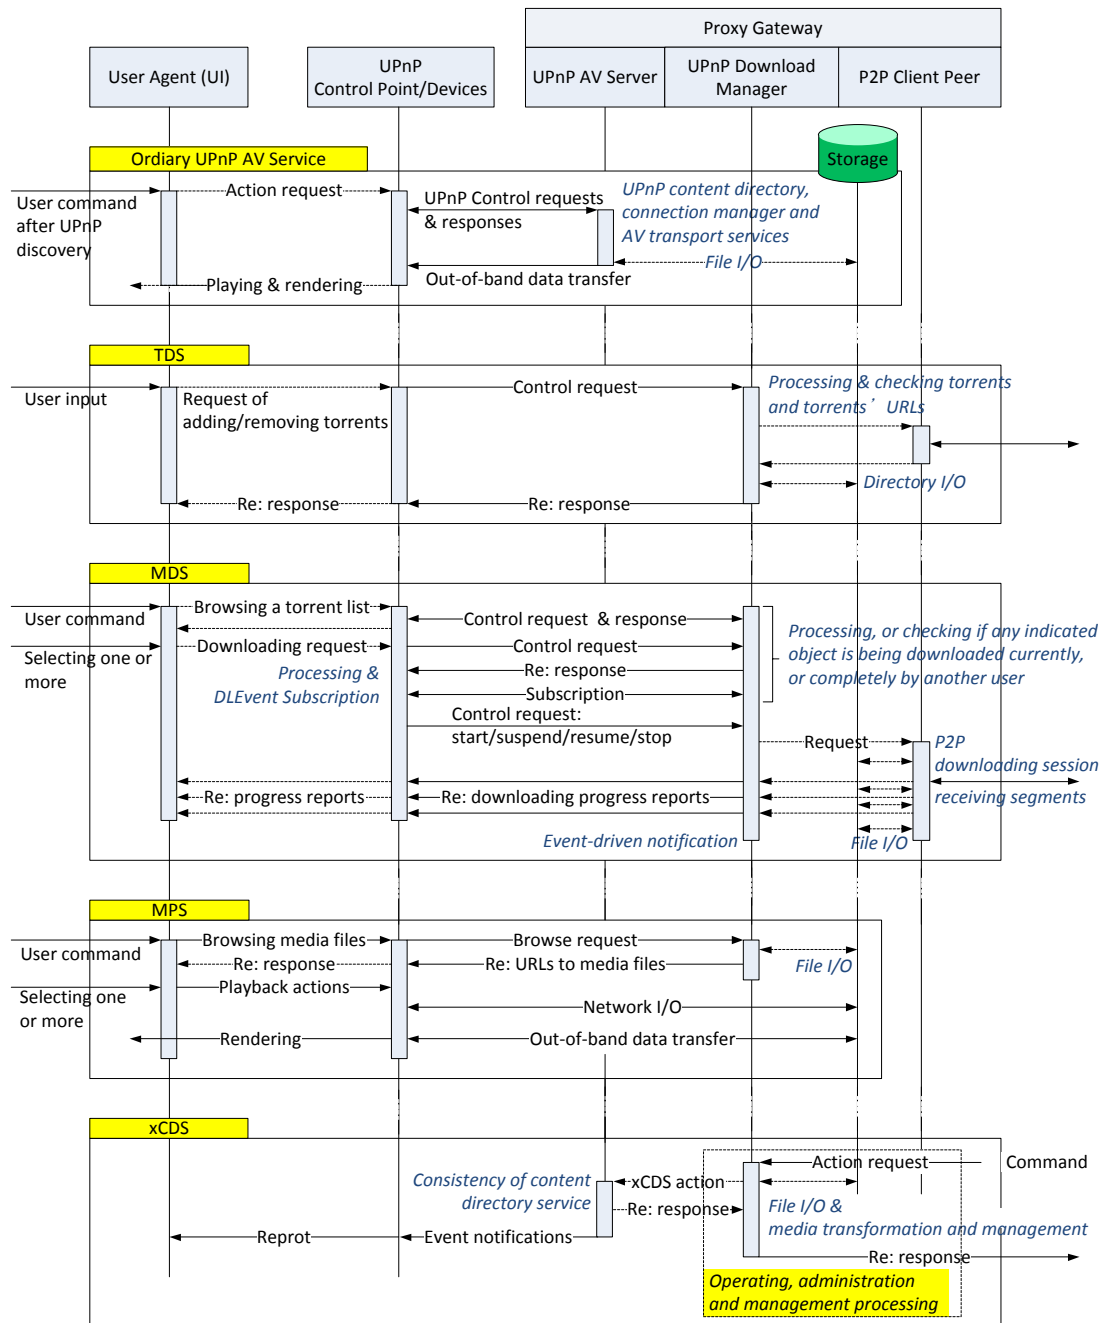 Proxy Gateway
User Agent (UI)
UPnP
Control Point/Devices
UPnP AV Server
UPnP Download
Manager
P2P Client Peer
Storage
Ordiary UPnP AV Service
User command
after UPnP
discovery
Action request
UPnP Control requests
& responses
UPnP content directory,
connection manager and
AV transport services
File I/O
Out-of-band data transfer
Playing & rendering
TDS
User input
Request of
adding/removing torrents
Control request
Processing & checking torrents
and torrents’ URLs
Directory I/O
Re: response
Re: response
MDS
User command
Browsing a torrent list
Control request & response
Selecting one or
more
Downloading request
Control request
Processing, or checking if any indicated
object is being downloaded currently,
or completely by another user
Processing &
DLEvent Subscription
Re: response
Subscription
Control request:
start/suspend/resume/stop
Request
P2P
downloading session
Re: progress reports
Re: downloading progress reports
receiving segments
Event-driven notification
File I/O
MPS
User command
Browsing media files
Browse request
Re: response
Re: URLs to media files
File I/O
Selecting one
or more
Playback actions
Network I/O
Rendering
Out-of-band data transfer
xCDS
Action request
Command
Consistency of content
directory service
xCDS action
Re: response
File I/O &
media transformation and management
Reprot
Event notifications
Re: response
Operating, administration
and management processing